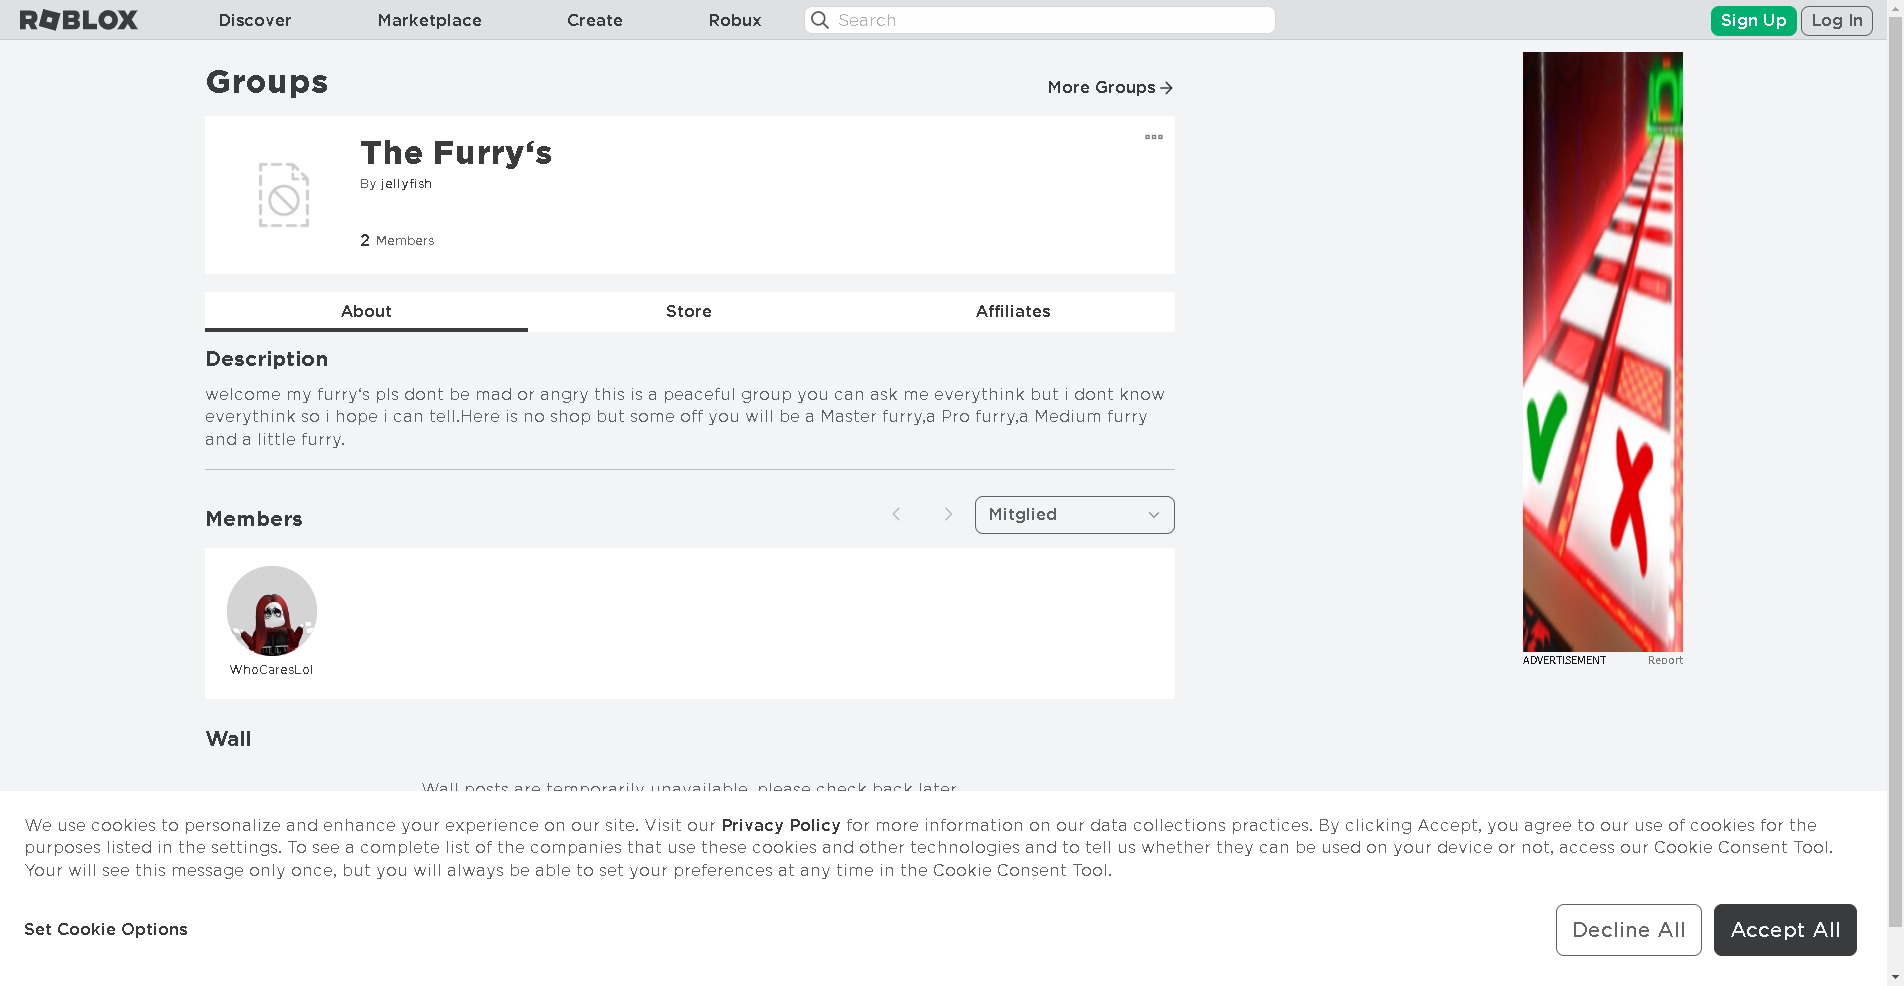 ROBLOX
Discover
Marketplace
Create
Robux
Search
Sign Up
Log In
Groups
More Groups
The Furry‘s
By jellyfish
2 Members
About
Store
Affiliates
Description
welcome my furry‘s pls dont be mad or angry this is a peaceful group you can ask me everythink but i dont know
everythink so i hope i can tell.Here is no shop but some off you will be a Master furry,a Pro furry,a Medium furry
and a little furry.
Members
Mitglied
WhoCaresLol
ADVERTISEMENT
Report
Wall
Wall posts are temporarily unavailable, please check back later.
We use cookies to personalize and enhance your experience on our site. Visit our Privacy Policy for more information on our data collections practices. By clicking Accept, you agree to our use of cookies for the
purposes listed in the settings. To see a complete list of the companies that use these cookies and other technologies and to tell us whether they can be used on your device or not, access our Cookie Consent Tool.
Your will see this message only once, but you will always be able to set your preferences at any time in the Cookie Consent Tool.
Set Cookie Options
Decline All
Accept All